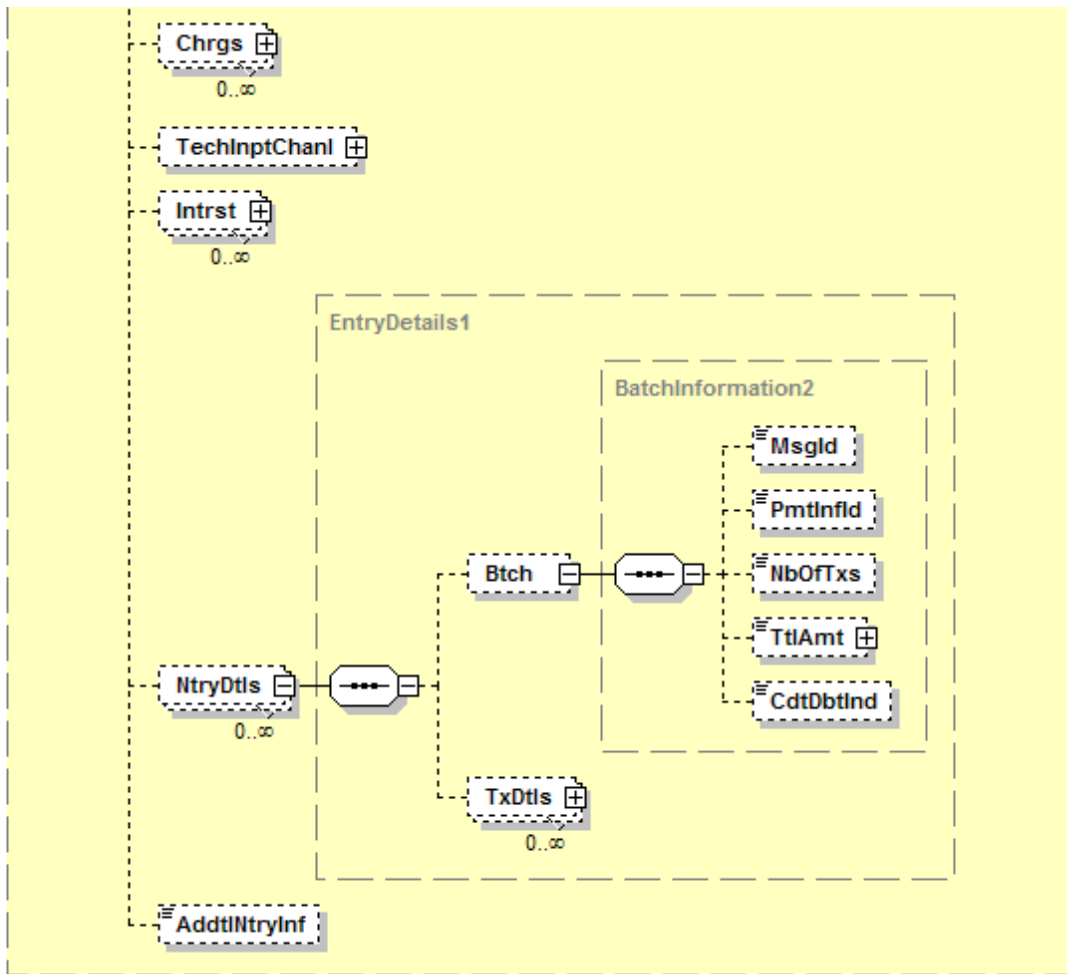 Chrgs
0..∞
TechInptChanl
Intrst
0..∞
EntryDetails1
BatchInformation2
MsgId
PmtInfId
Btch
NbOfTxs
TtlAmt
NtryDtls
0..∞
CdtDbtInd
TxDtls
0..∞
AddtlNtryInf